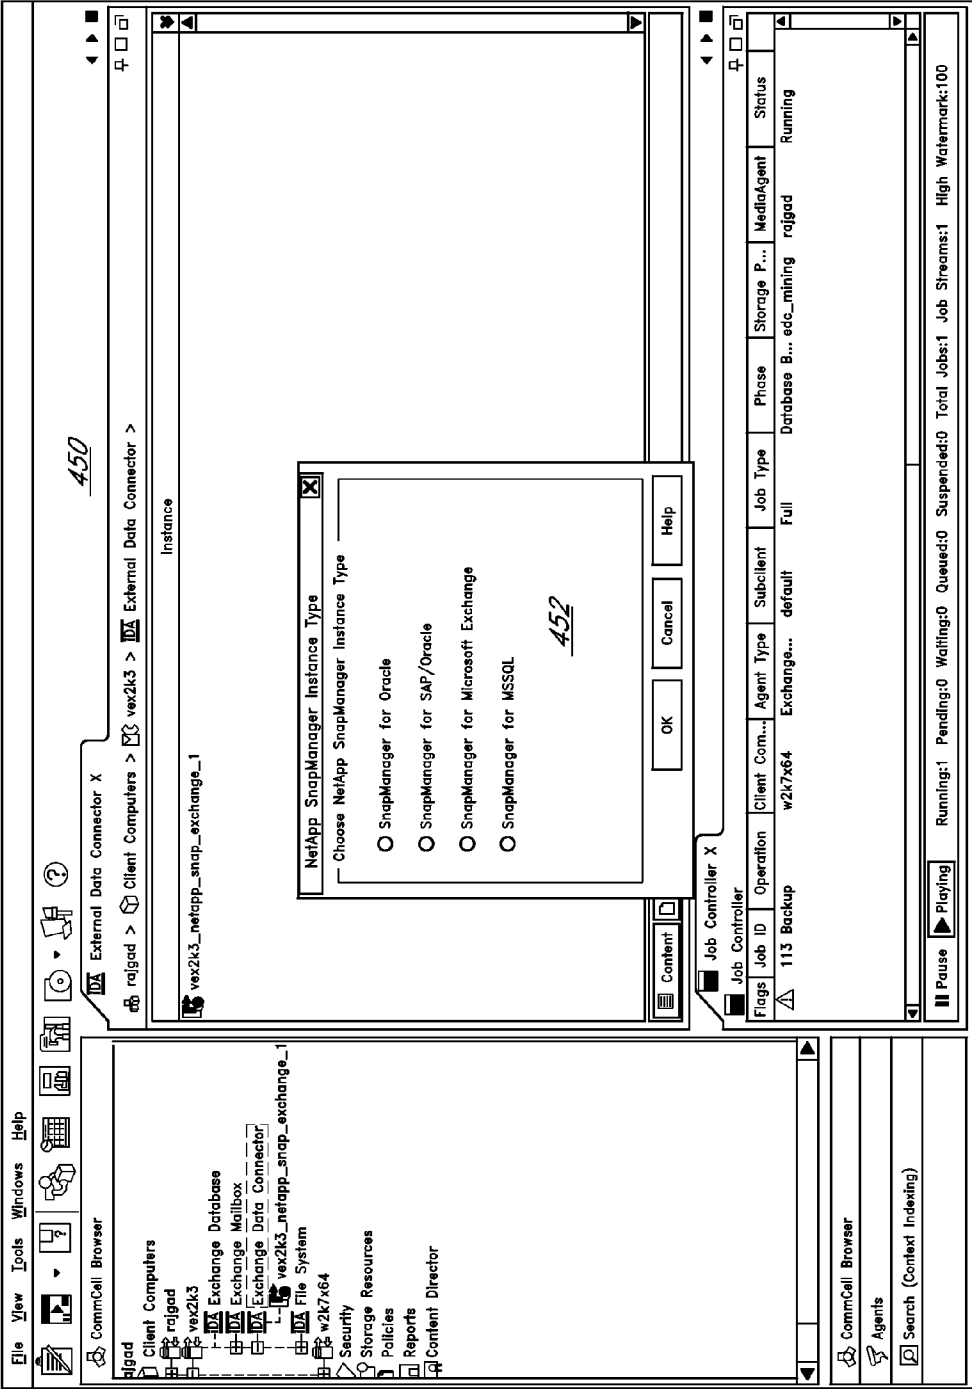 File View Tools Windows Help
CommCell Browser
rajgad
Client Computers
rajgad
vex2k3
IDA Exchange Database
IDA Exchange Mailbox
IDA Exchange Data Connector
vex2k3_netapp_snap_exchange_1
IDA File System
w2k7x64
Security
Storage Resources
Policies
Reports
Content Director
CommCell Browser
Agents
Search (Context Indexing)
450
IDA External Data Connector X
rajgad > Client Computers > vex2k3 > IDA External Data Connector >
Instance
vex2k3_netapp_snap_exchange_1
NetApp SnapManager Instance Type X
Choose NetApp SnapManager Instance Type
SnapManager for Oracle
SnapManager for SAP/Oracle
SnapManager for Microsoft Exchange
SnapManager for MSSQL
452
OK Cancel Help
Content
Job Controller X
Job Controller
Flags Job ID Operation Client Com... Agent Type Subclient Job Type Phase Storage P... MediaAgent Status
113 Backup w2k7x64 Exchange... default Full Database B... edc_mining rajgad Running
Pause Playing Running:1 Pending:0 Waiting:0 Queued:0 Suspended:0 Total Jobs:1 Job Streams:1 High Watermark:100